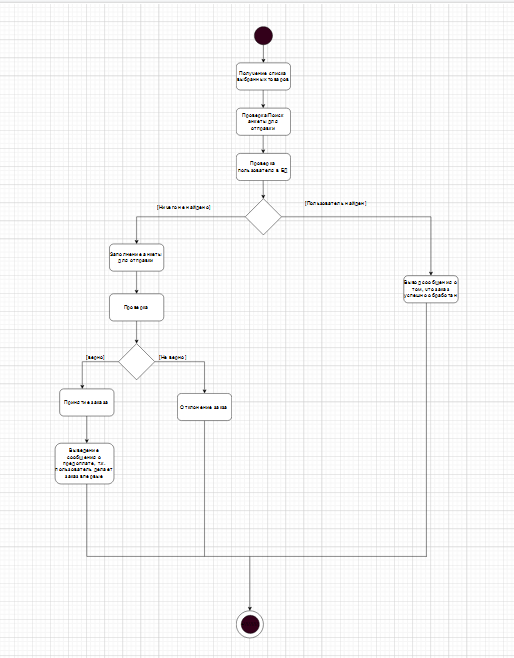 Получение списка
выбранных товаров
Проверка/Поиск
анкеты для
отправки
Проверка
пользователя в БД
[Ничего не найдено]
[Пользователь найден]
Заполнение анкеты
для отправки
Вывод сообщения о
том, что заказ
успешно обработан
Проверка
[Верно]
[Не верно]
Принятие заказа
Отклонение заказа
Выведение
сообщения о
предоплате, т.к.
пользователь делает
заказ впервые